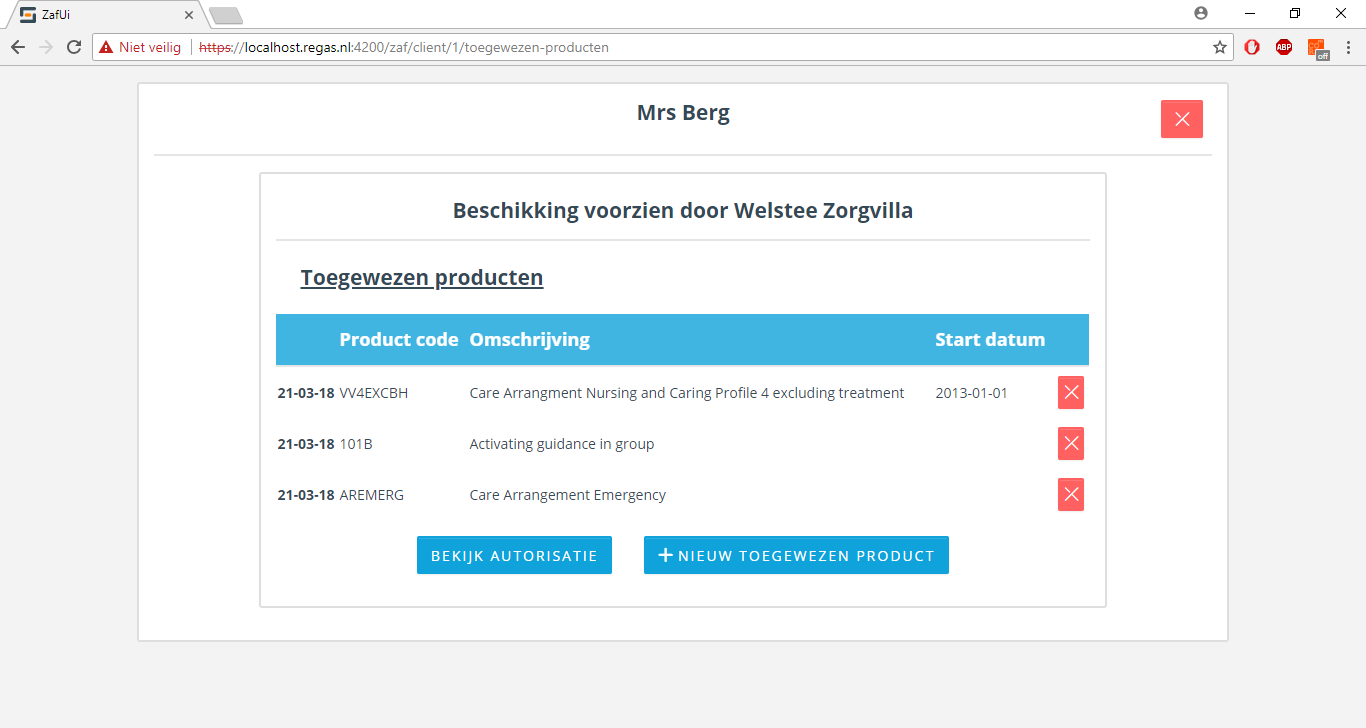 ZafUi
Niet veilig https://localhost.regas.nl:4200/zaf/client/1/toegewezen-producten ABP off
Mrs Berg
Beschikking voorzien door Welstee Zorgvilla
Toegewezen producten
Product code Omschrijving Start datum
21-03-18 VV4EXCBH Care Arrangment Nursing and Caring Profile 4 excluding treatment 2013-01-01
21-03-18 101B Activating guidance in group
21-03-18 AREMERG Care Arrangement Emergency
BEKIJK AUTORISATIE +NIEUW TOEGEWEZEN PRODUCT